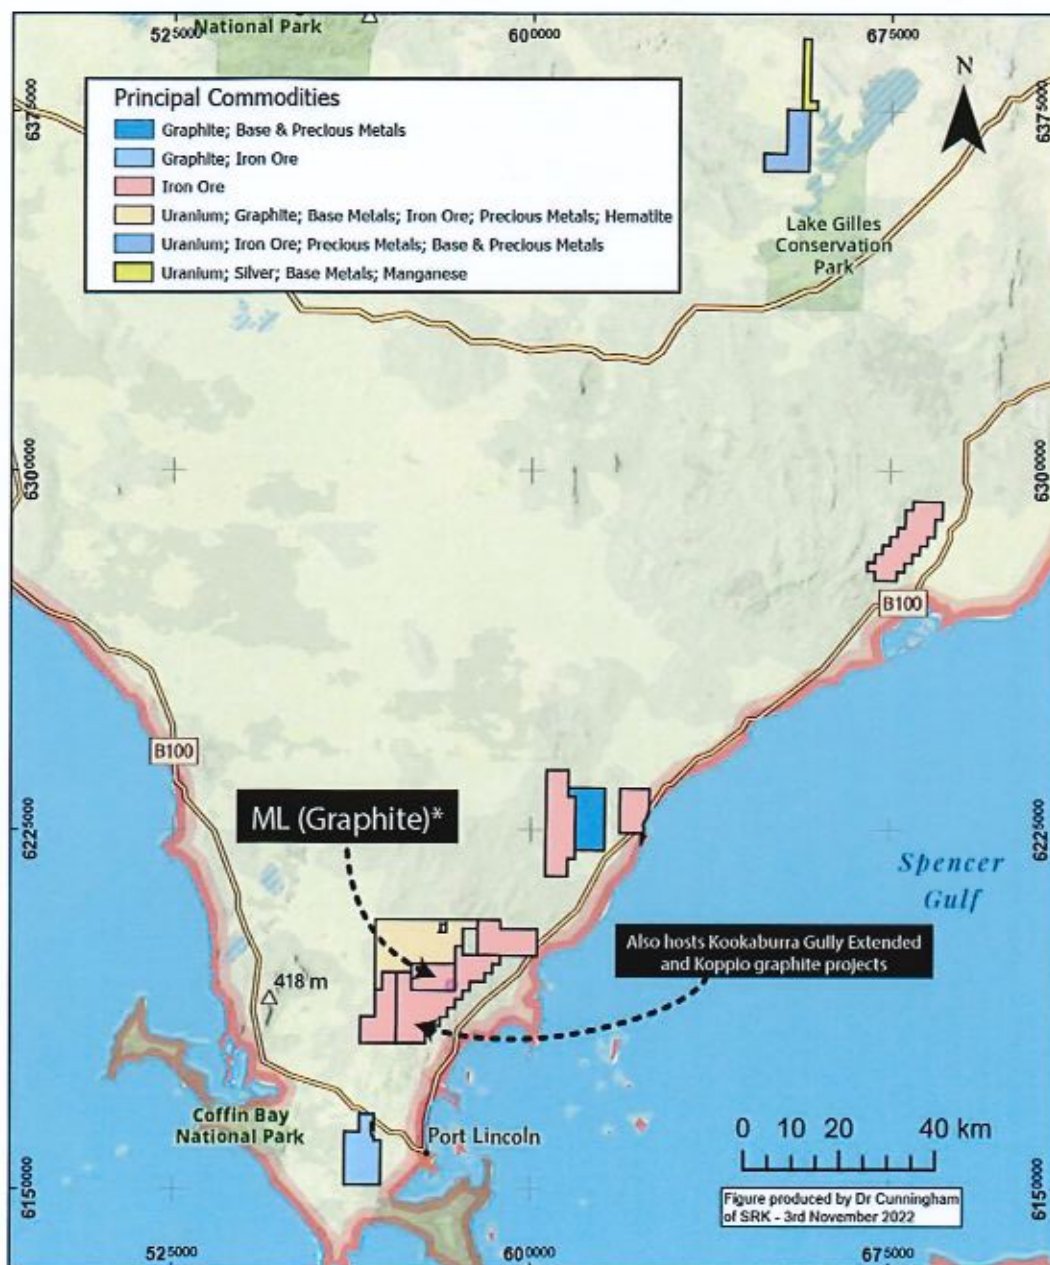 National Park
525000
600000
675000
N
6375000
6375000
Principal Commodities
Graphite; Base & Precious Metals
Graphite; Iron Ore
Iron Ore
Uranium; Graphite; Base Metals; Iron Ore; Precious Metals; Hematite
Uranium; Iron Ore; Precious Metals; Base & Precious Metals
Uranium; Silver; Base Metals; Manganese
Lake Gilles
Conservation
Park
6300000
6300000
B100
B100
ML (Graphite)*
6225000
6225000
Spencer
Gulf
Also hosts Kookaburra Gully Extended
and Koppio graphite projects
418 m
Coffin Bay
National Park
Port Lincoln
0 10 20 40 km
6150000
6150000
Figure produced by Dr Cunningham
of SRK - 3rd November 2022
525000
600000
675000